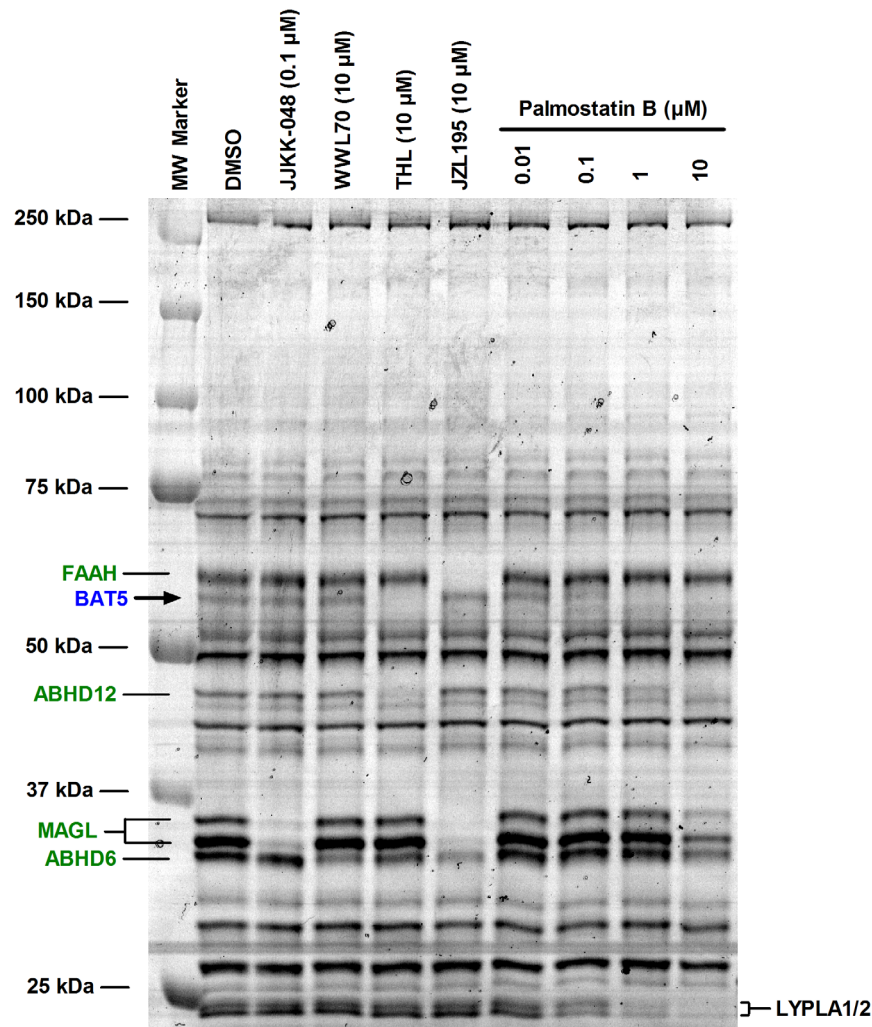 MW Marker
DMSO
JJKK-048 (0.1 µM)
WWL70 (10 µM)
THL (10 µM)
JZL195 (10 µM)
Palmostatin B (µM)
0.01
0.1
1
10
250 kDa
150 kDa
100 kDa
75 kDa
FAAH
BAT5
50 kDa
ABHD12
37 kDa
MAGL
ABHD6
25 kDa
LYPLA1/2